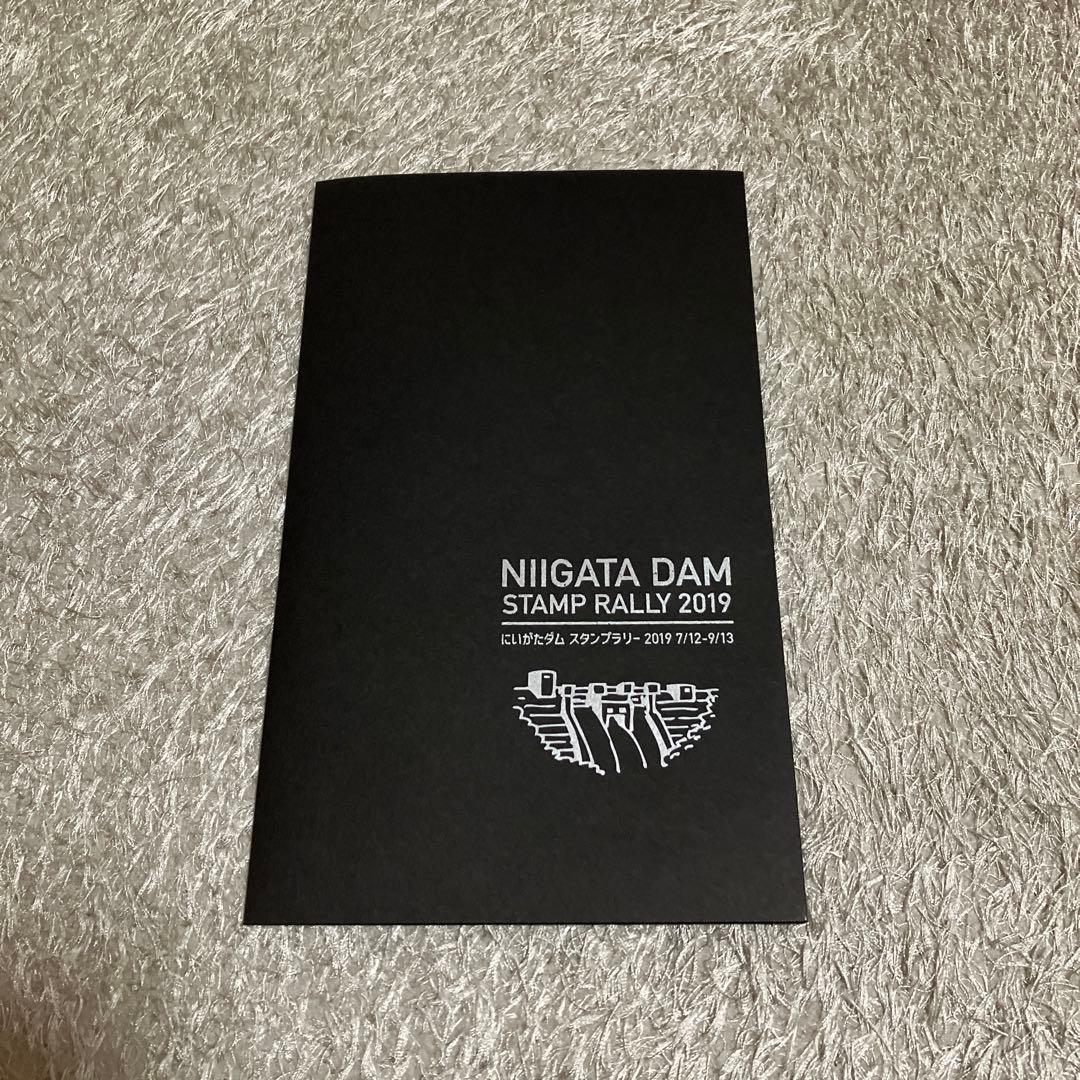 NIIGATA DAM
STAMP RALLY 2019
にいがたダム スタンプラリー 2019 7/12-9/13